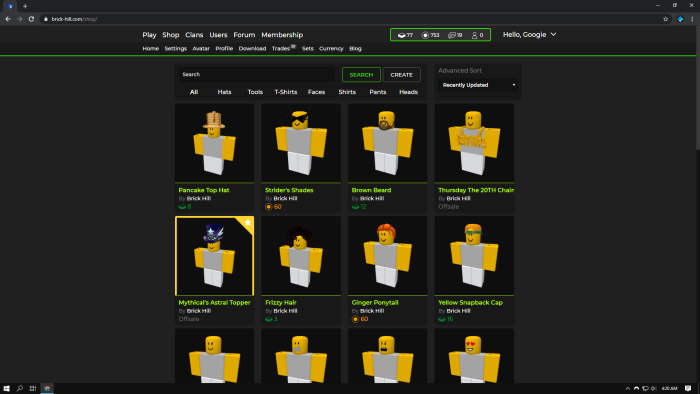 brick-hill.com/shop/
Play Shop Clans Users Forum Membership
77 753 19 0
Hello, Googie
Home Settings Avatar Profile Download Trades Sets Currency Blog
Search
SEARCH CREATE
Advanced Sort
Recently Updated
All Hats Tools T-Shirts Faces Shirts Pants Heads
Pancake Top Hat
By Brick Hill
8
Strider's Shades
By Brick Hill
60
Brown Beard
By Brick Hill
12
Thursday The 20TH Chain
By Brick Hill
Offsale
Mythical's Astral Topper
By Brick Hill
Offsale
Frizzy Hair
By Brick Hill
3
Ginger Ponytail
By Brick Hill
60
Yellow Snapback Cap
By Brick Hill
16
4:20 AM